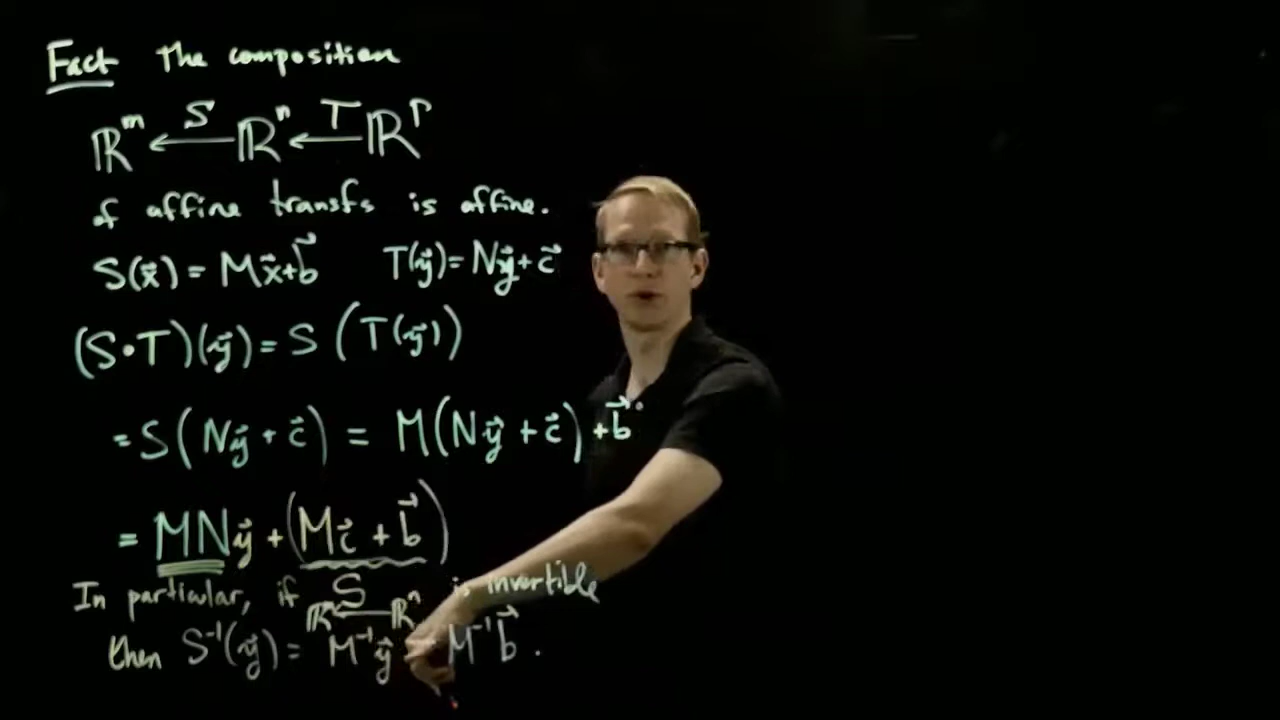 Fact The composition
ℝᵐ ←S ℝⁿ ←T ℝᵖ
of affine transfs is affine.
S(x⃗) = Mx⃗+b⃗ T(y⃗) = Ny⃗+c⃗
(S∘T)(y⃗) = S(T(y⃗))
= S(Ny⃗ + c⃗) = M(Ny⃗ + c⃗) + b⃗
= MNy⃗ + (Mc⃗ + b⃗)
In particular, if ℝⁿ ←S ℝⁿ is invertible
then S⁻¹(y⃗) = M⁻¹y⃗ M⁻¹b⃗.